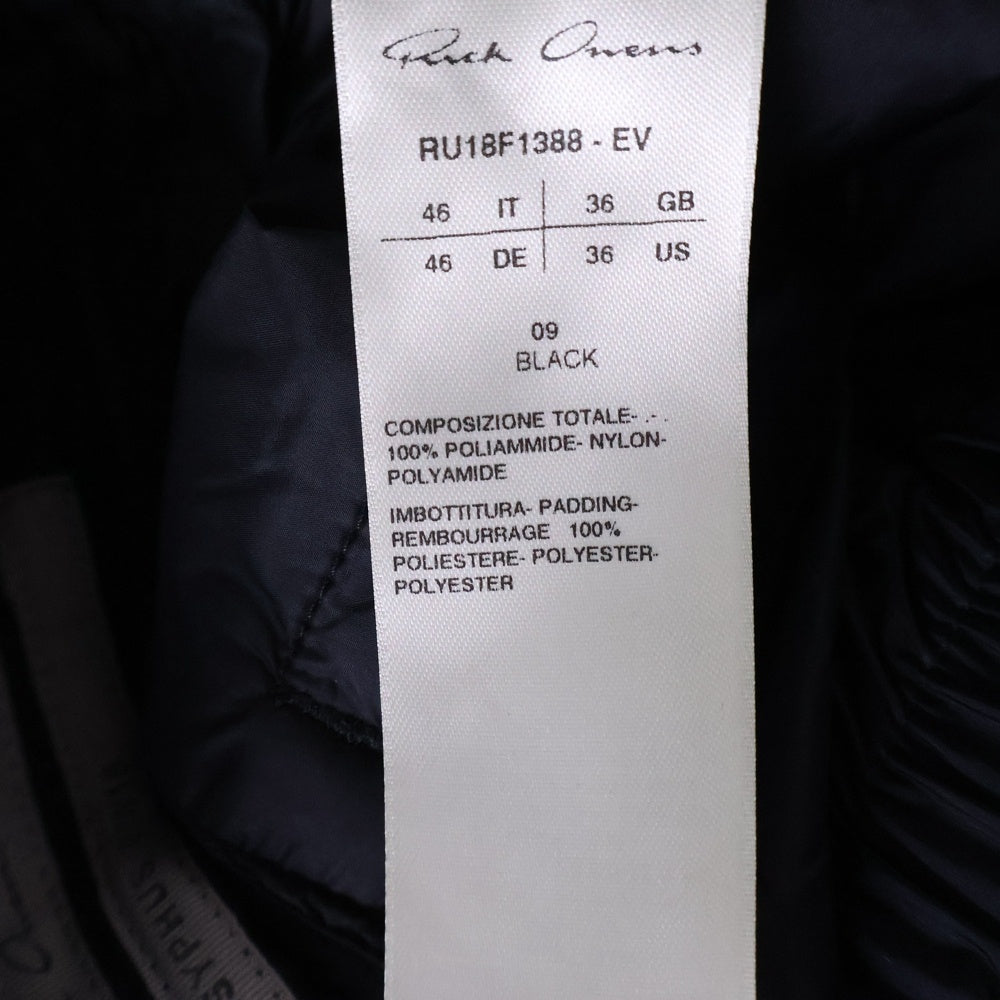 Rick Owens
RU18F1388 - EV
46 IT 36 GB
46 DE 36 US
09
BLACK
COMPOSIZIONE TOTALE- .- .
100% POLIAMMIDE- NYLON-
POLYAMIDE
IMBOTTITURA- PADDING-
REMBOURRAGE 100%
POLIESTERE- POLYESTER-
POLYESTER